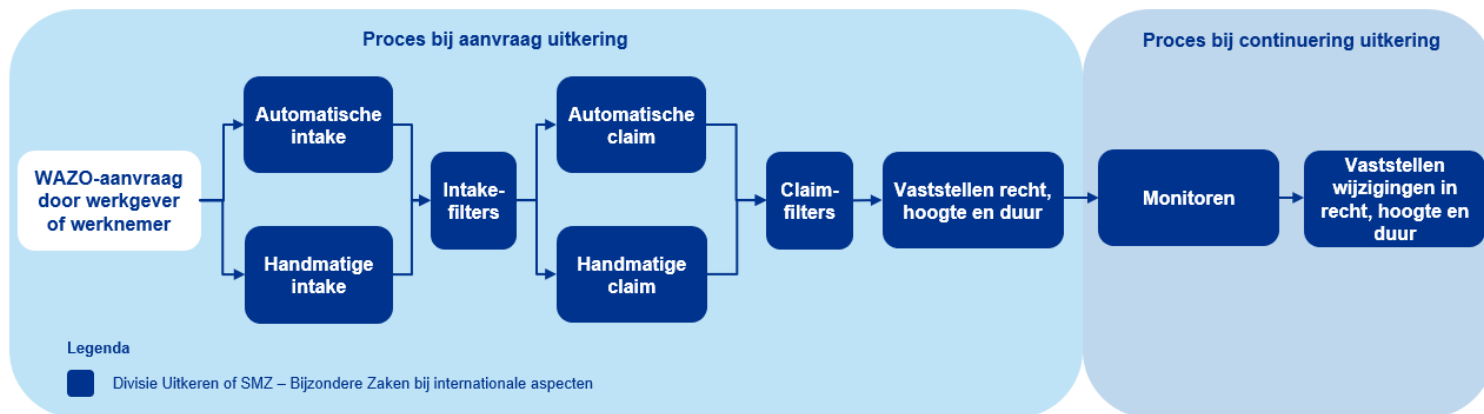 Proces bij aanvraag uitkering
Proces bij continuering uitkering
WAZO-aanvraag
door werkgever
of werknemer
Automatische
intake
Handmatige
intake
Intake-
filters
Automatische
claim
Handmatige
claim
Claim-
filters
Vaststellen recht,
hoogte en duur
Monitoren
Vaststellen
wijzigingen in
recht, hoogte en
duur
Legenda
Divisie Uitkeren of SMZ – Bijzondere Zaken bij internationale aspecten